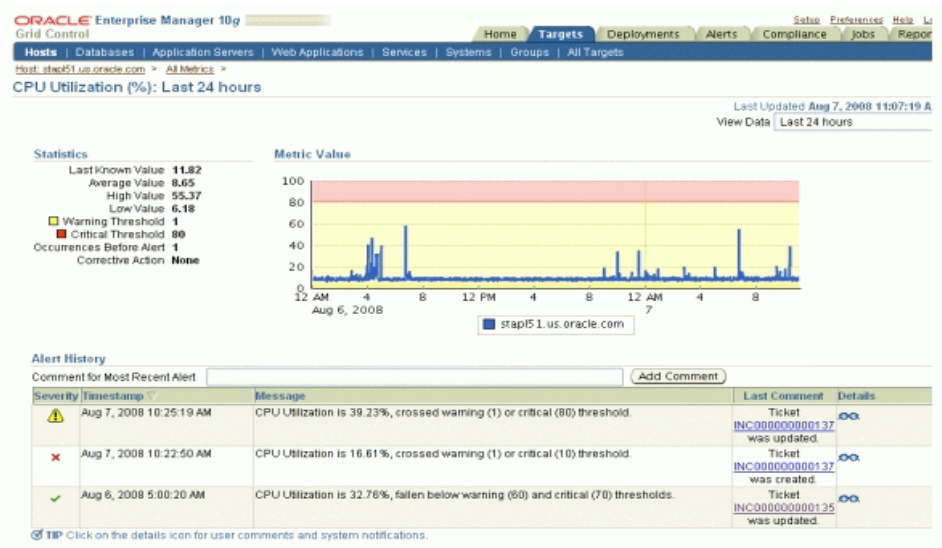 ORACLE Enterprise Manager 10g
Grid Control
Setup Preferences Help
Home Targets Deployments Alerts Compliance Jobs Repor
Hosts | Databases | Application Servers | Web Applications | Services | Systems | Groups | All Targets
Host: stapl51.us.oracle.com > All Metrics >
CPU Utilization (%): Last 24 hours
Last Updated Aug 7, 2008 11:07:19 A
View Data Last 24 hours
Statistics
Last Known Value 11.82
Average Value 8.65
High Value 55.37
Low Value 6.18
Warning Threshold 1
Critical Threshold 80
Occurrences Before Alert 1
Corrective Action None
Metric Value
100
80
60
40
20
0
12 AM 4 8 12 PM 4 8 12 AM 4 8
Aug 6, 2008 7
stapl51.us.oracle.com
Alert History
Comment for Most Recent Alert Add Comment
Severity Timestamp Message Last Comment Details
Aug 7, 2008 10:25:19 AM CPU Utilization is 39.23%, crossed warning (1) or critical (80) threshold. Ticket
INC000000000137
was updated.
Aug 7, 2008 10:22:50 AM CPU Utilization is 16.61%, crossed warning (1) or critical (10) threshold. Ticket
INC000000000137
was created.
Aug 6, 2008 5:00:20 AM CPU Utilization is 32.76%, fallen below warning (60) and critical (70) thresholds. Ticket
INC000000000135
was updated.
TIP Click on the details icon for user comments and system notifications.